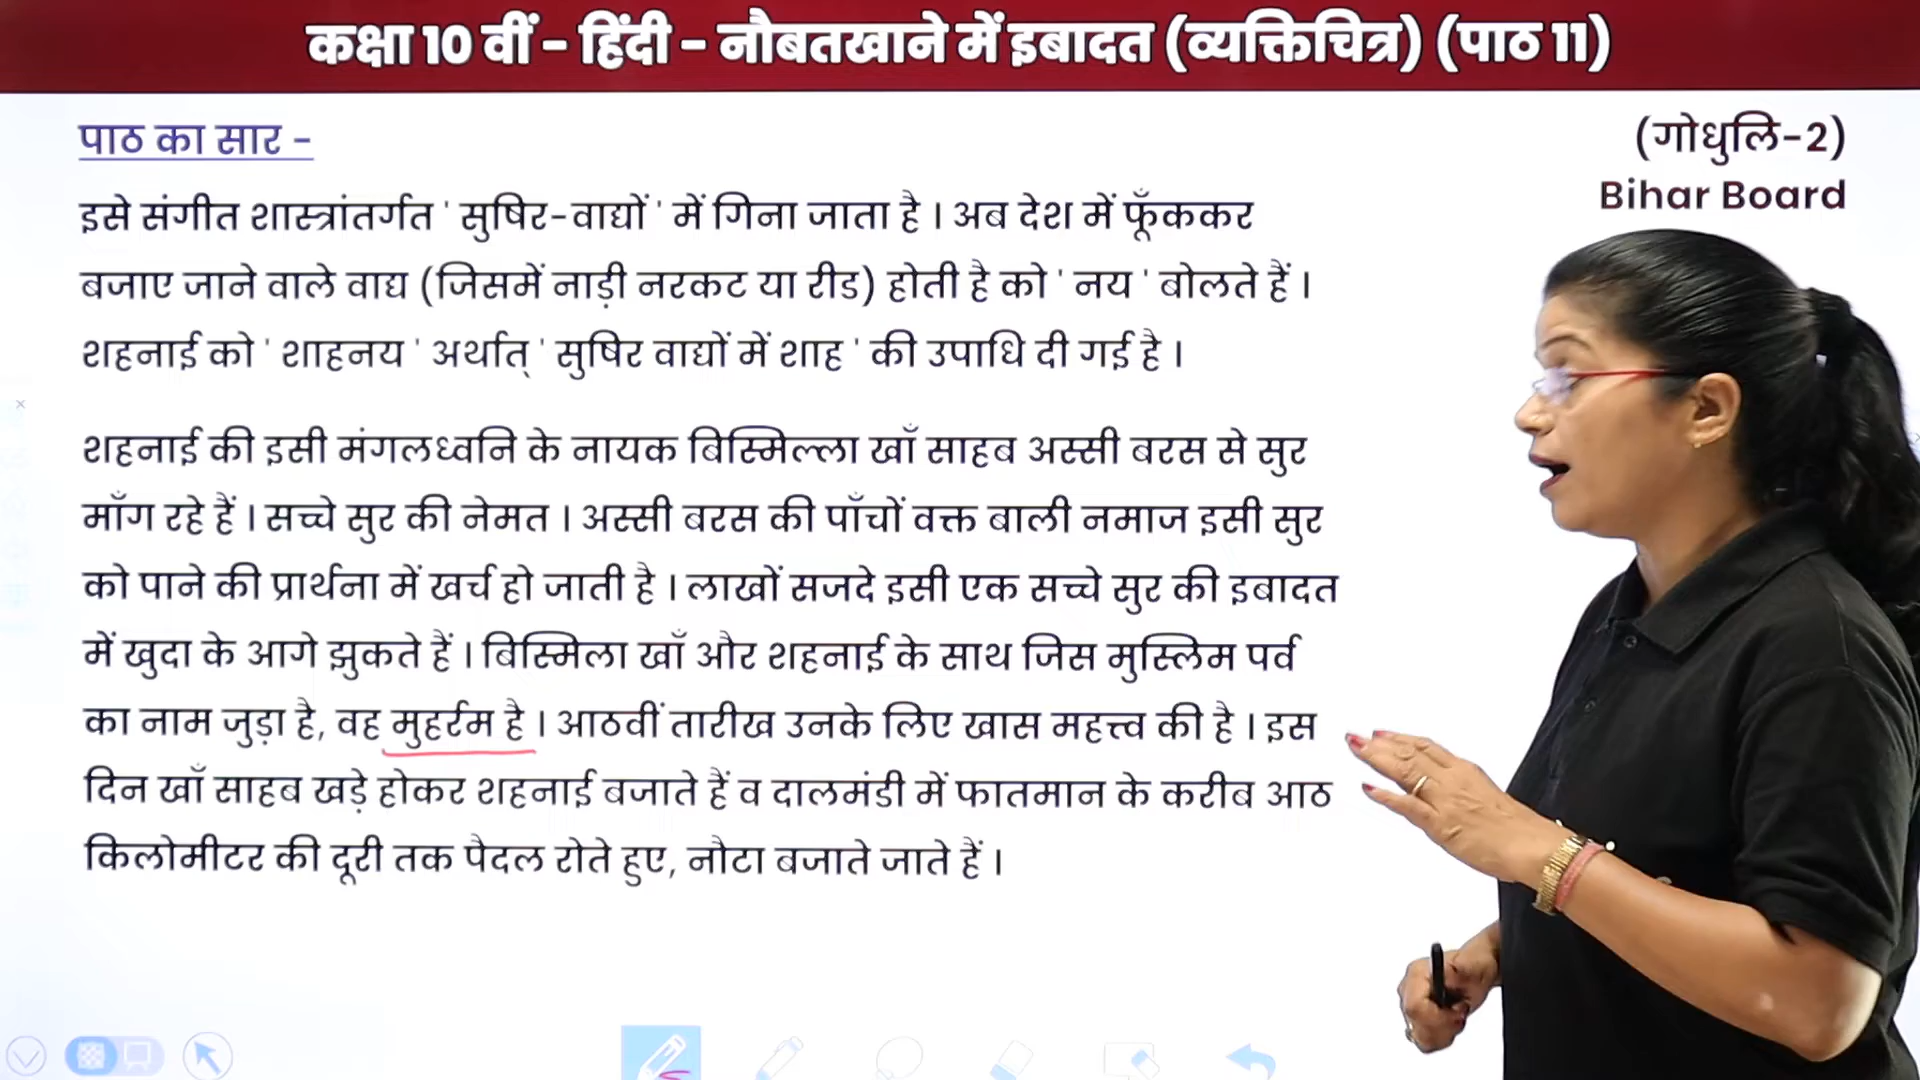 कक्षा 10 वीं – हिंदी – नौबतखाने में इबादत (व्यक्तिचित्र) (पाठ 11)
पाठ का सार –
(गोधुलि-2)
Bihar Board
इसे संगीत शास्त्रांतर्गत ' सुषिर-वाद्यों ' में गिना जाता है । अब देश में फूँककर
बजाए जाने वाले वाद्य (जिसमें नाड़ी नरकट या रीड) होती है को ' नय ' बोलते हैं ।
शहनाई को ' शाहनय ' अर्थात् ' सुषिर वाद्यों में शाह ' की उपाधि दी गई है ।
शहनाई की इसी मंगलध्वनि के नायक बिस्मिल्ला खाँ साहब अस्सी बरस से सुर
माँग रहे हैं । सच्चे सुर की नेमत । अस्सी बरस की पाँचों वक्त बाली नमाज इसी सुर
को पाने की प्रार्थना में खर्च हो जाती है । लाखों सजदे इसी एक सच्चे सुर की इबादत
में खुदा के आगे झुकते हैं । बिस्मिला खाँ और शहनाई के साथ जिस मुस्लिम पर्व
का नाम जुड़ा है, वह मुहर्रम है । आठवीं तारीख उनके लिए खास महत्त्व की है । इस
दिन खाँ साहब खड़े होकर शहनाई बजाते हैं व दालमंडी में फातमान के करीब आठ
किलोमीटर की दूरी तक पैदल रोते हुए, नौटा बजाते जाते हैं ।